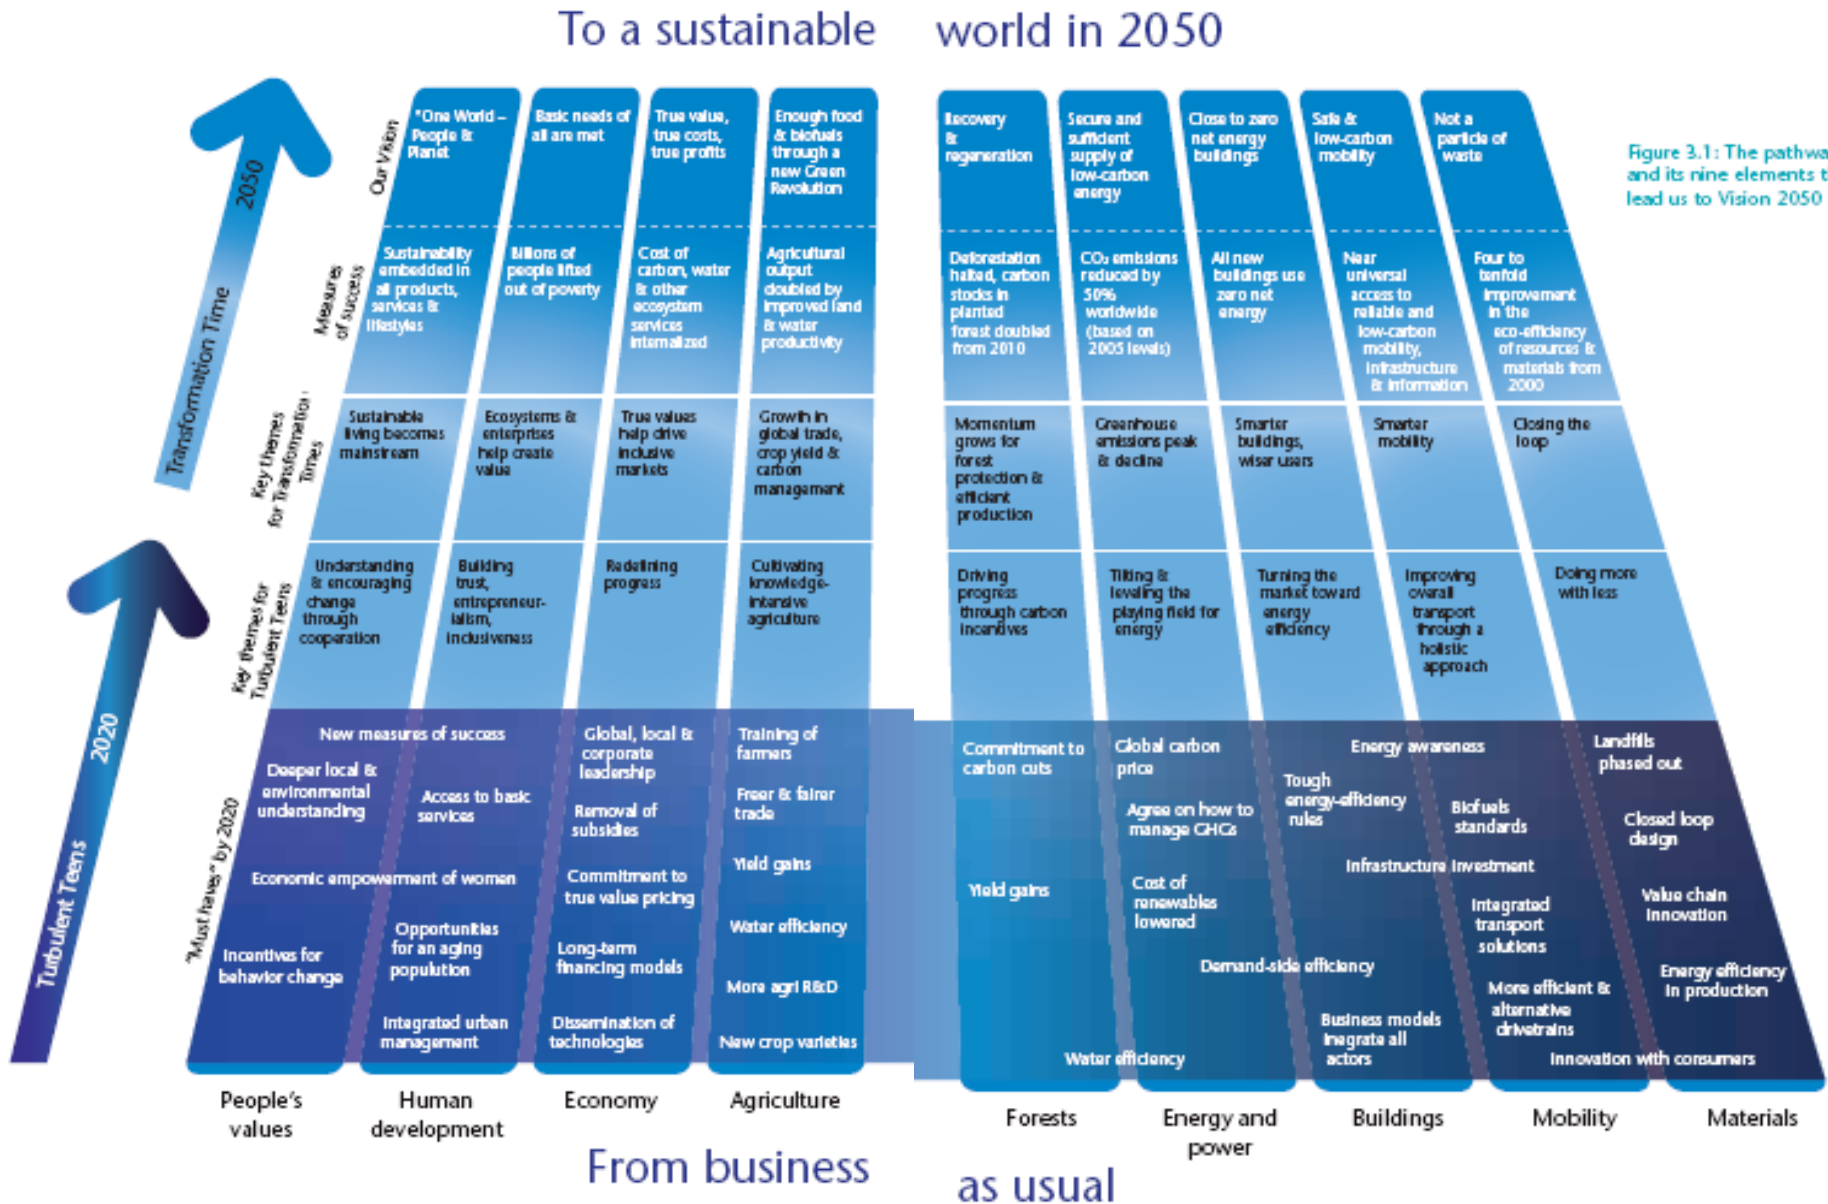 To a sustainable world in 2050
2050
Transformation Time
2020
Turbulent Teens
Our Vision
"One World –
People &
Planet
Basic needs of
all are met
True value,
true costs,
true profits
Enough food
& biofuels
through a
new Green
Revolution
Recovery
&
regeneration
Secure and
sufficient
supply of
low-carbon
energy
Close to zero
net energy
buildings
Safe &
low-carbon
mobility
Not a
particle of
waste
Figure 3.1: The pathwa
and its nine elements t
lead us to Vision 2050
Measures
of success
Sustainability
embedded in
all products,
services &
lifestyles
Billions of
people lifted
out of poverty
Cost of
carbon, water
& other
ecosystem
services
internalized
Agricultural
output
doubled by
improved land
& water
productivity
Deforestation
halted, carbon
stocks in
planted
forest doubled
from 2010
CO₂ emissions
reduced by
50%
worldwide
(based on
2005 levels)
All new
buildings use
zero net
energy
Near
universal
access to
reliable and
low-carbon
mobility,
infrastructure
& information
Four to
tenfold
improvement
in the
eco-efficiency
of resources &
materials from
2000
Key themes
for Transformation
Times
Sustainable
living becomes
mainstream
Ecosystems &
enterprises
help create
value
True values
help drive
inclusive
markets
Growth in
global trade,
crop yield &
carbon
management
Momentum
grows for
forest
protection &
efficient
production
Greenhouse
emissions peak
& decline
Smarter
buildings,
wiser users
Smarter
mobility
Closing the
loop
Key themes for
Turbulent Teens
Understanding
& encouraging
change
through
cooperation
Building
trust,
entrepreneur-
ialism,
inclusiveness
Redefining
progress
Cultivating
knowledge-
intensive
agriculture
Driving
progress
through carbon
incentives
Tilting &
leveling the
playing field for
energy
Turning the
market toward
energy
efficiency
Improving
overall
transport
through a
holistic
approach
Doing more
with less
"Must haves" by 2020
New measures of success
Deeper local &
environmental
understanding
Access to basic
services
Economic empowerment of women
Opportunities
for an aging
population
Incentives for
behavior change
Integrated urban
management
Global, local &
corporate
leadership
Removal of
subsidies
Commitment to
true value pricing
Long-term
financing models
Dissemination of
technologies
Training of
farmers
Freer & fairer
trade
Yield gains
Water efficiency
More agri R&D
New crop varieties
Commitment to
carbon cuts
Yield gains
Water efficiency
Global carbon
price
Agree on how to
manage GHGs
Cost of
renewables
lowered
Demand-side efficiency
Energy awareness
Tough
energy-efficiency
rules
Infrastructure investment
Business models
inegrate all
actors
Biofuels
standards
Integrated
transport
solutions
More efficient &
alternative
drivetrains
Innovation with consumers
Landfills
phased out
Closed loop
design
Value chain
innovation
Energy efficiency
in production
People's
values
Human
development
Economy
Agriculture
Forests
Energy and
power
Buildings
Mobility
Materials
From business as usual